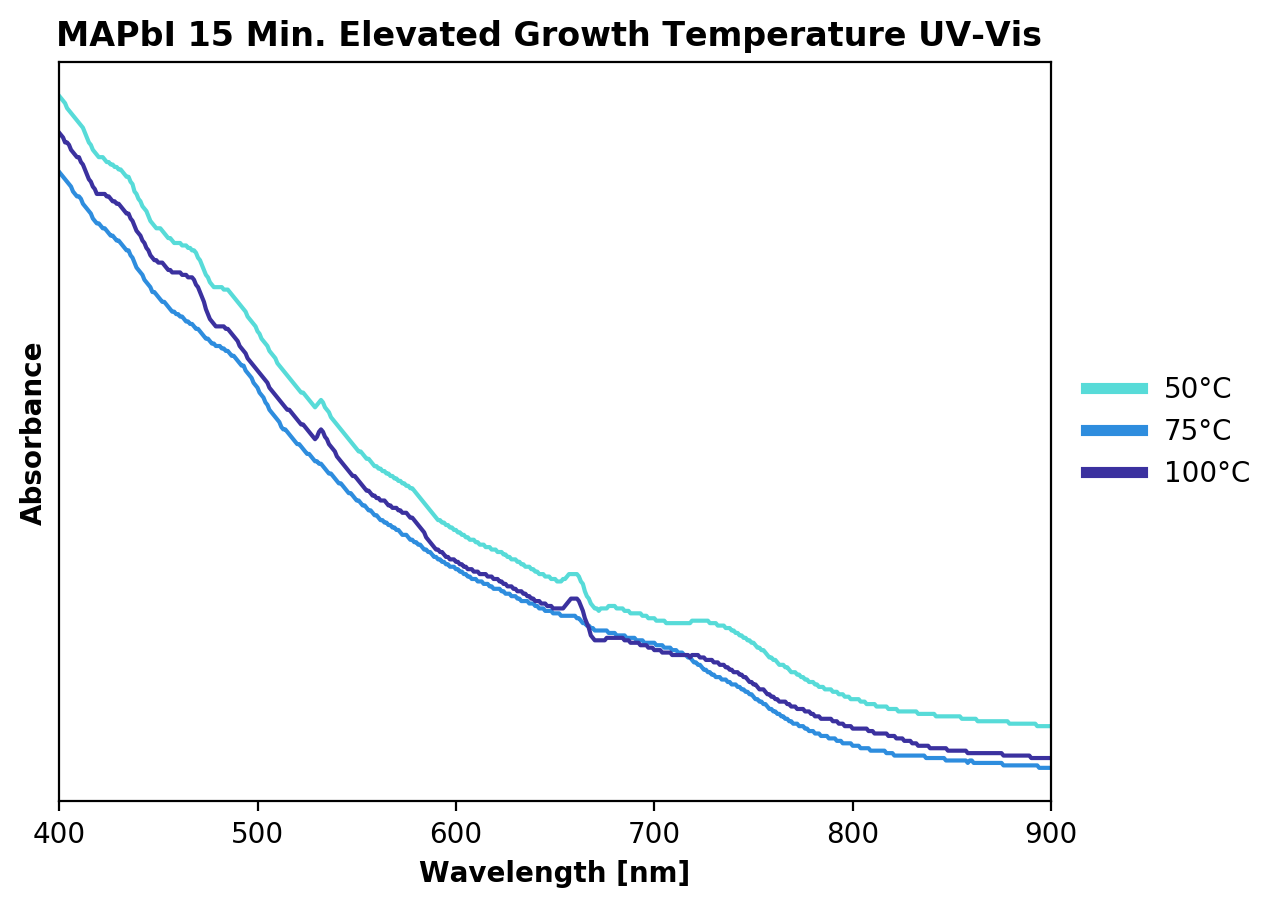 MAPbI 15 Min. Elevated Growth Temperature UV-Vis
Absorbance
50°C
75°C
100°C
400 500 600 700 800 900
Wavelength [nm]